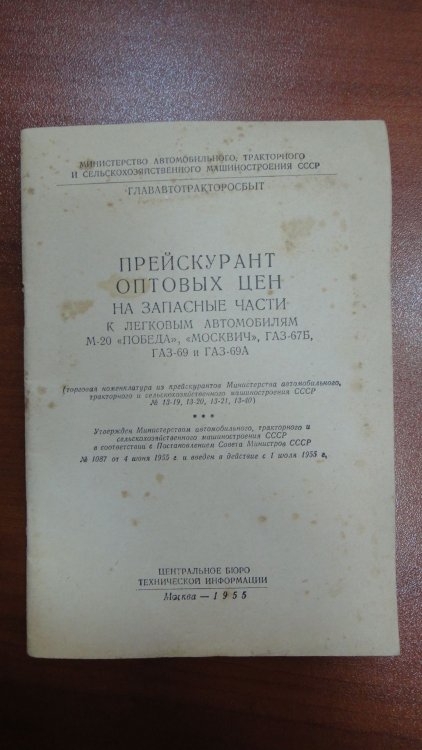 МИНИСТЕРСТВО АВТОМОБИЛЬНОГО, ТРАКТОРНОГО
И СЕЛЬСКОХОЗЯЙСТВЕННОГО МАШИНОСТРОЕНИЯ СССР
ГЛАВАВТОТРАКТОРОСБЫТ
ПРЕЙСКУРАНТ
ОПТОВЫХ ЦЕН
НА ЗАПАСНЫЕ ЧАСТИ
К ЛЕГКОВЫМ АВТОМОБИЛЯМ
М-20 «ПОБЕДА», «МОСКВИЧ», ГАЗ-67Б,
ГАЗ-69 и ГАЗ-69А
(торговая номенклатура из прейскурантов Министерства автомобильного,
тракторного и сельскохозяйственного машиностроения СССР
№ 13-19, 13-20, 13-21, 13-40)
* * *
Утвержден Министерством автомобильного, тракторного и
сельскохозяйственного машиностроения СССР
в соответствии с Постановлением Совета Министров СССР
№ 1087 от 4 июня 1955 г. и введен в действие с 1 июля 1955 г,
ЦЕНТРАЛЬНОЕ БЮРО
ТЕХНИЧЕСКОЙ ИНФОРМАЦИИ
Москва — 1955